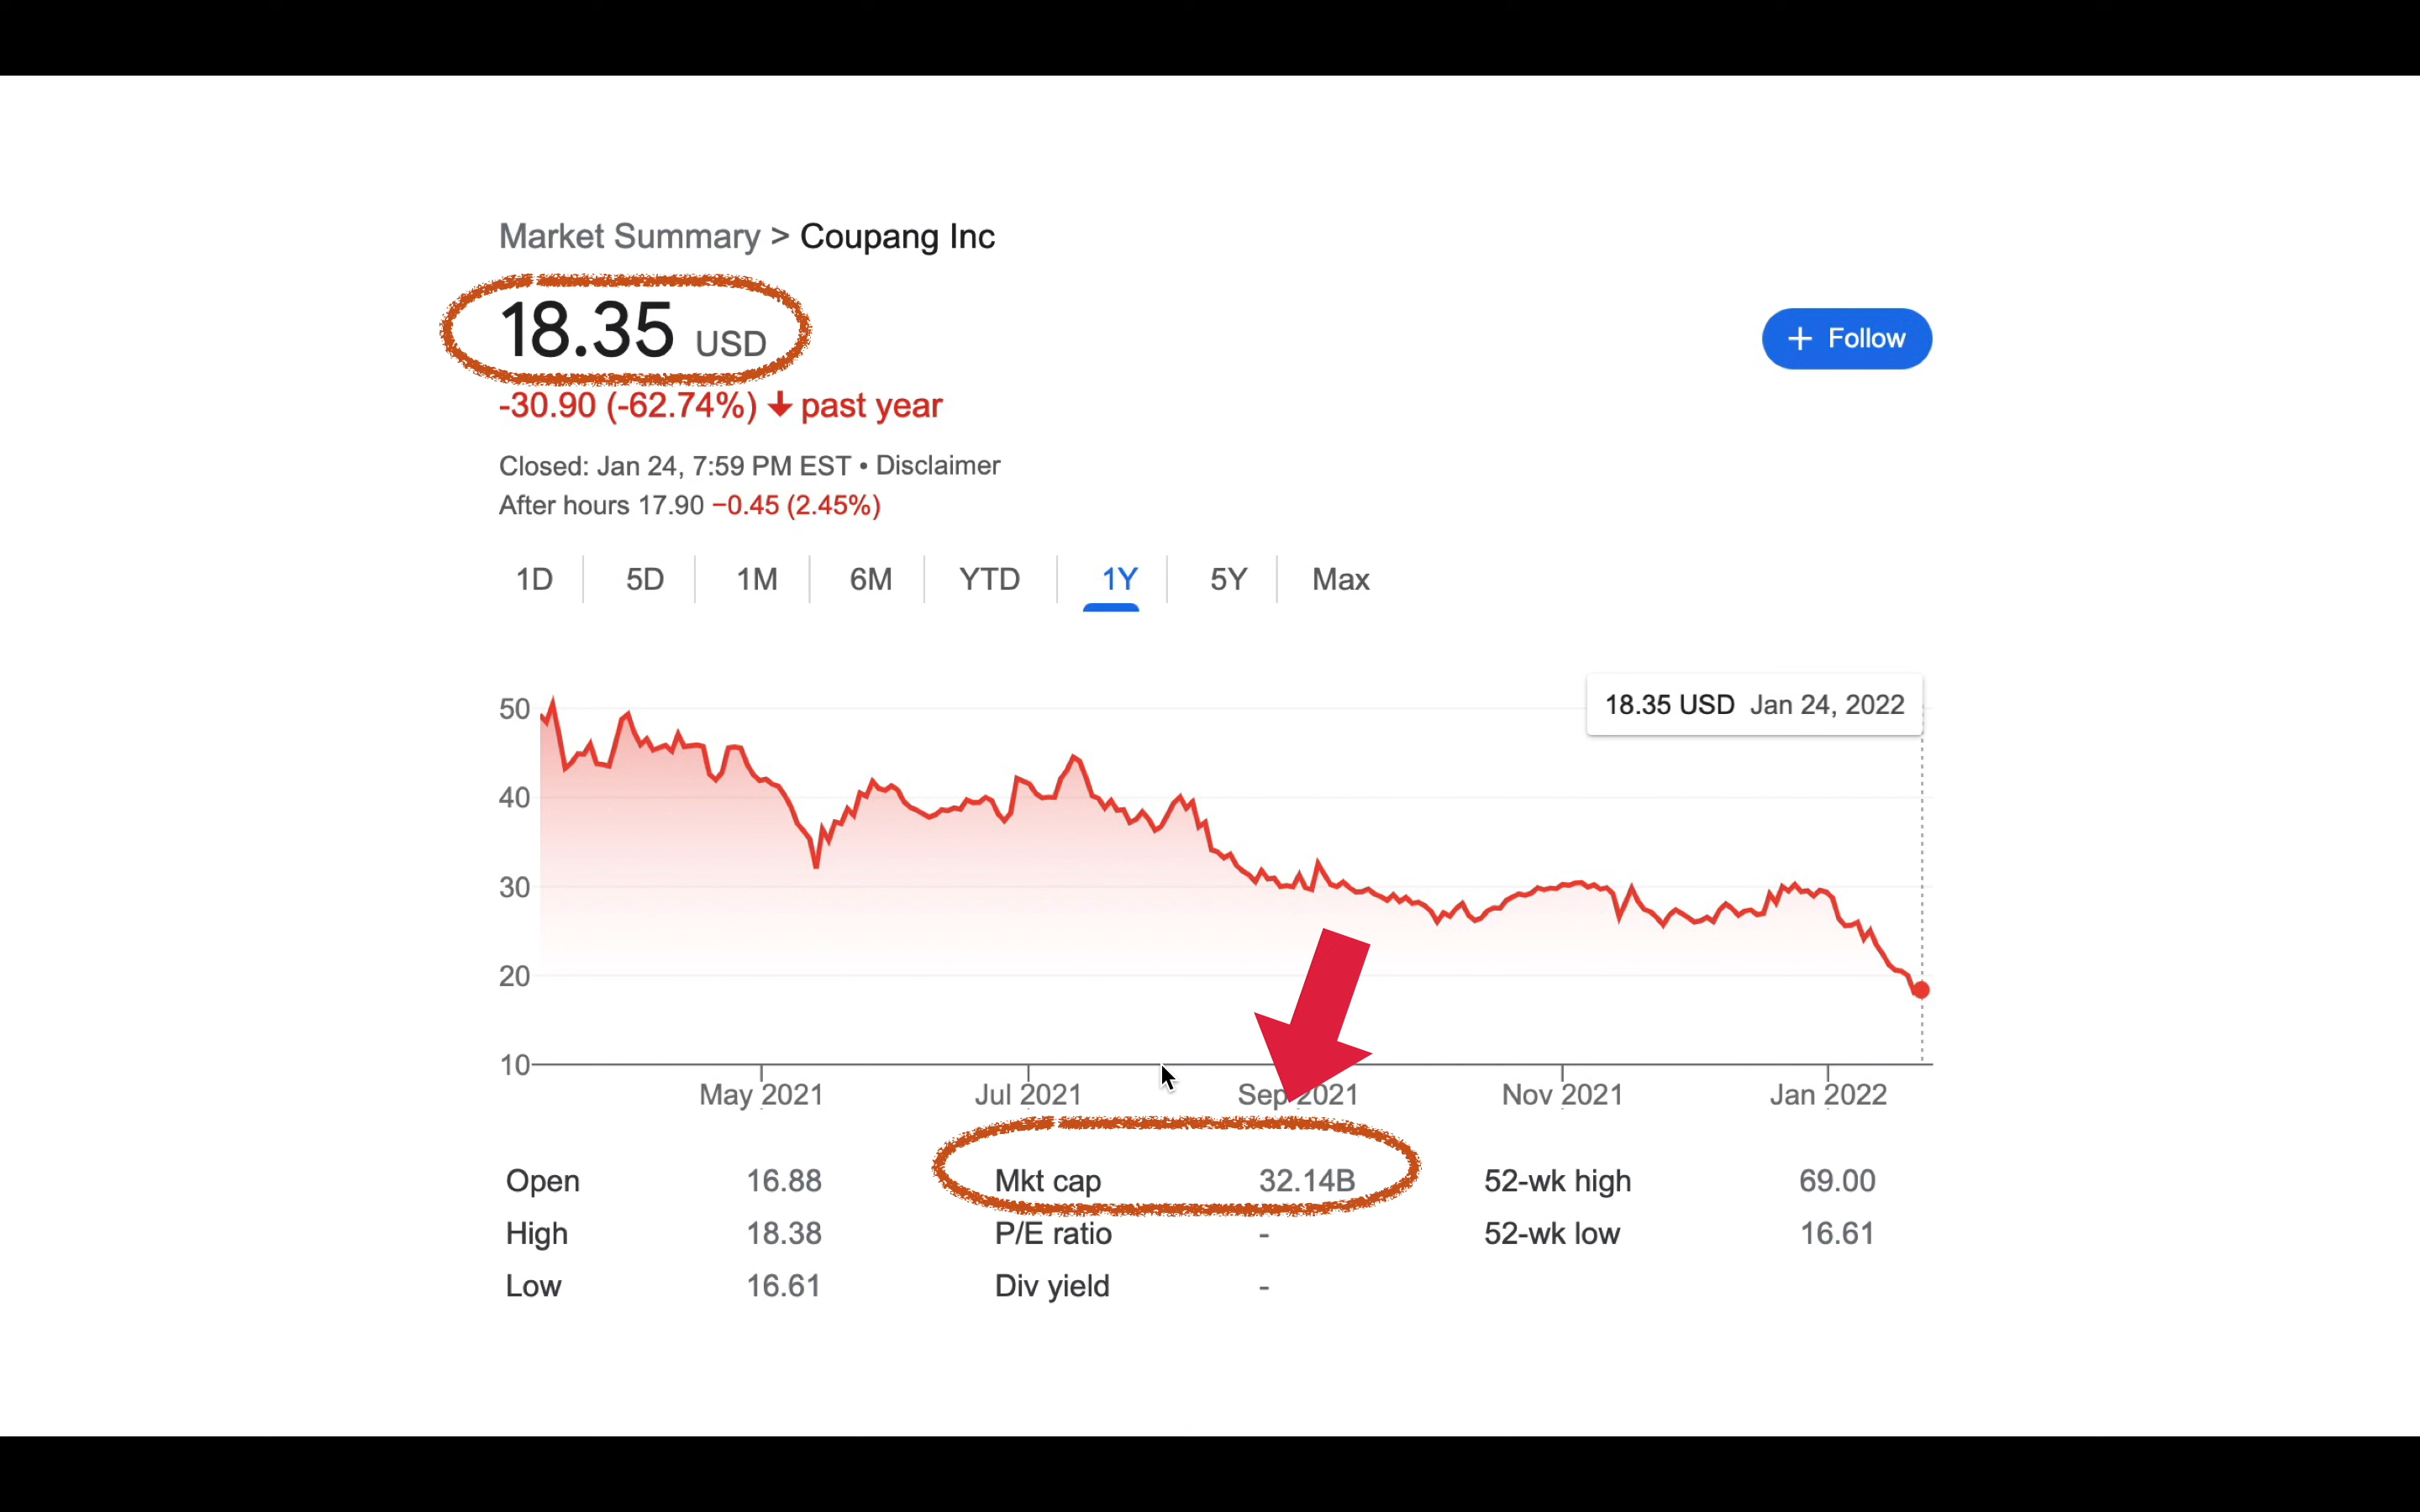 Market Summary > Coupang Inc
18.35 USD
+ Follow
-30.90 (-62.74%) ↓ past year
Closed: Jan 24, 7:59 PM EST • Disclaimer
After hours 17.90 −0.45 (2.45%)
1D 5D 1M 6M YTD 1Y 5Y Max
18.35 USD Jan 24, 2022
50
40
30
20
10
May 2021 Jul 2021 Sep 2021 Nov 2021 Jan 2022
Open 16.88 Mkt cap 32.14B 52-wk high 69.00
High 18.38 P/E ratio - 52-wk low 16.61
Low 16.61 Div yield -